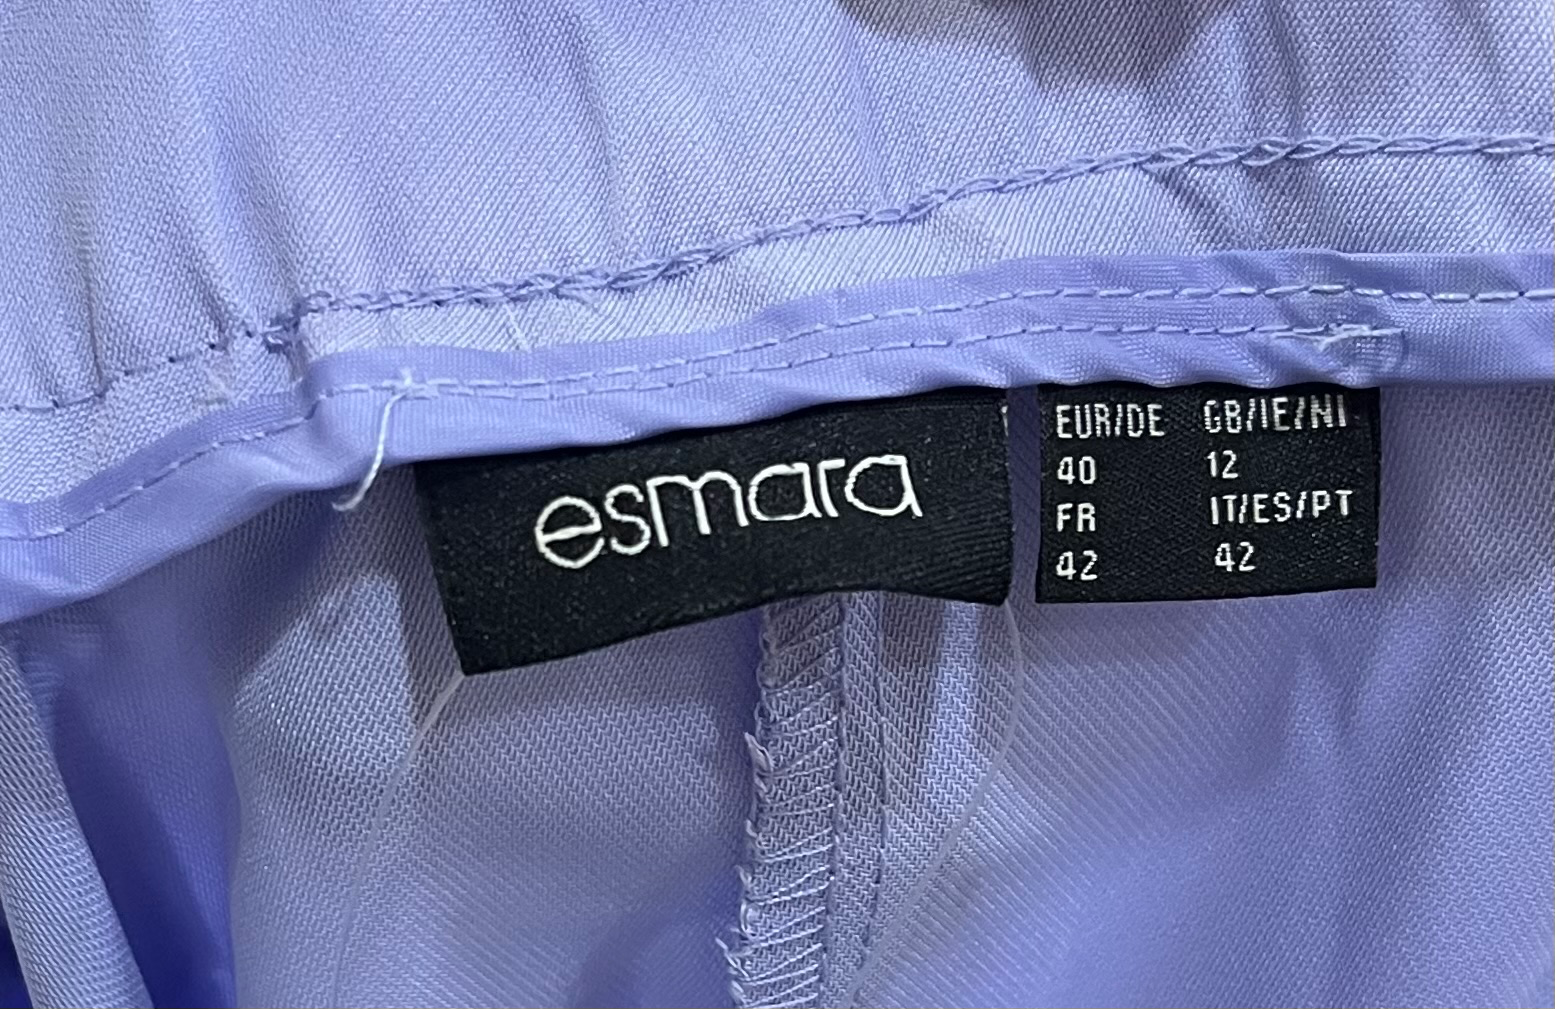 esmara
EUR/DE GB/IE/NI
40 12
FR IT/ES/PT
42 42